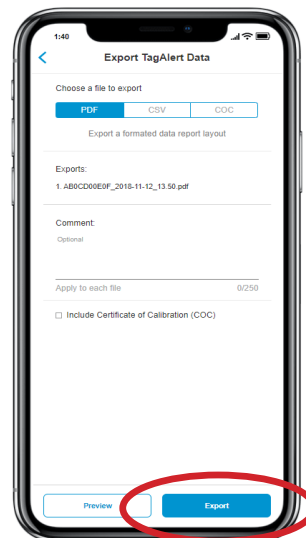 1:40
Export TagAlert Data
Choose a file to export
PDF CSV COC
Export a formated data report layout
Exports:
1. AB0CD00E0F_2018-11-12_13.50.pdf
Comment:
Optional
Apply to each file 0/250
Include Certificate of Calibration (COC)
Preview Export